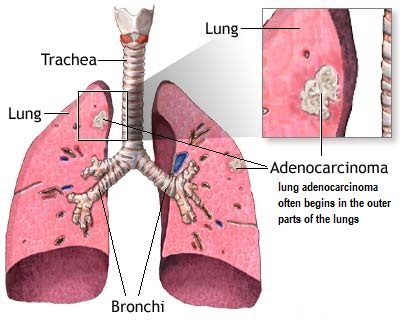 Lung
Trachea
Lung
Adenocarcinoma
lung adenocarcinoma
often begins in the outer
parts of the lungs
Bronchi